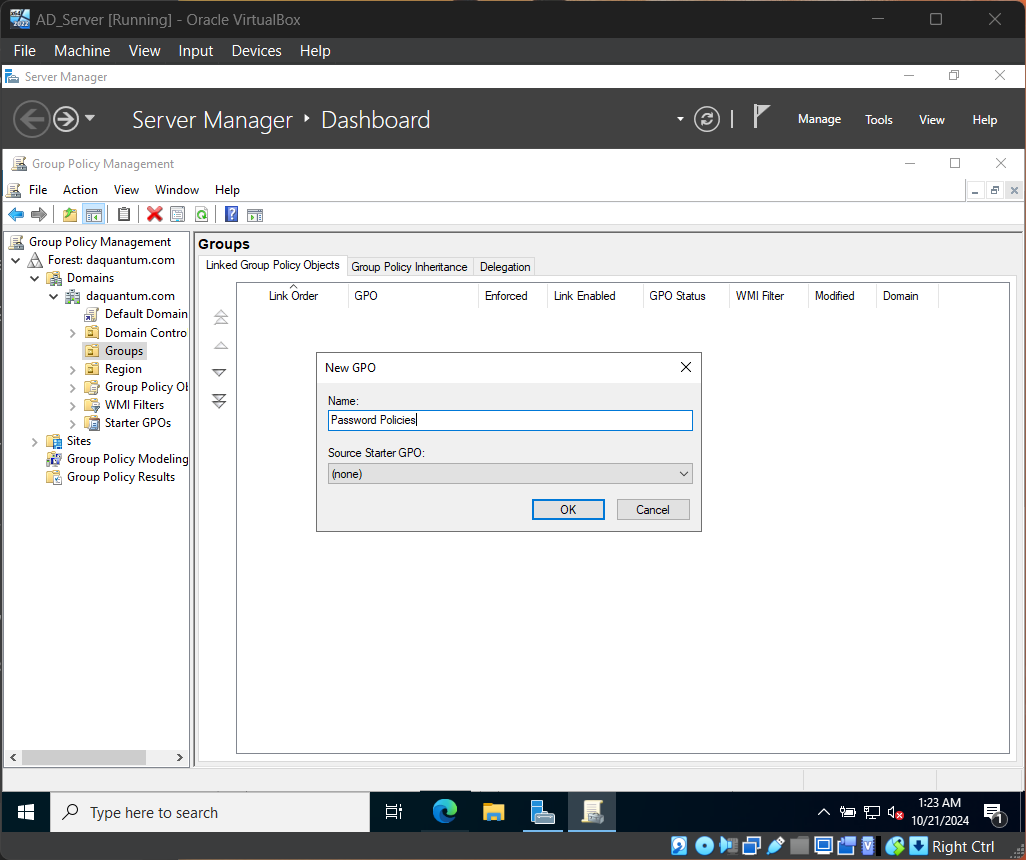 AD_Server [Running] - Oracle VirtualBox
File Machine View Input Devices Help
Server Manager
Server Manager Dashboard
Manage Tools View Help
Group Policy Management
File Action View Window Help
Group Policy Management
Forest: daquantum.com
Domains
daquantum.com
Default Domain
Domain Contro
Groups
Region
Group Policy Ob
WMI Filters
Starter GPOs
Sites
Group Policy Modeling
Group Policy Results
Groups
Linked Group Policy Objects Group Policy Inheritance Delegation
Link Order GPO Enforced Link Enabled GPO Status WMI Filter Modified Domain
New GPO
Name:
Password Policies
Source Starter GPO:
(none)
OK Cancel
Type here to search
1:23 AM
10/21/2024
1
Right Ctrl